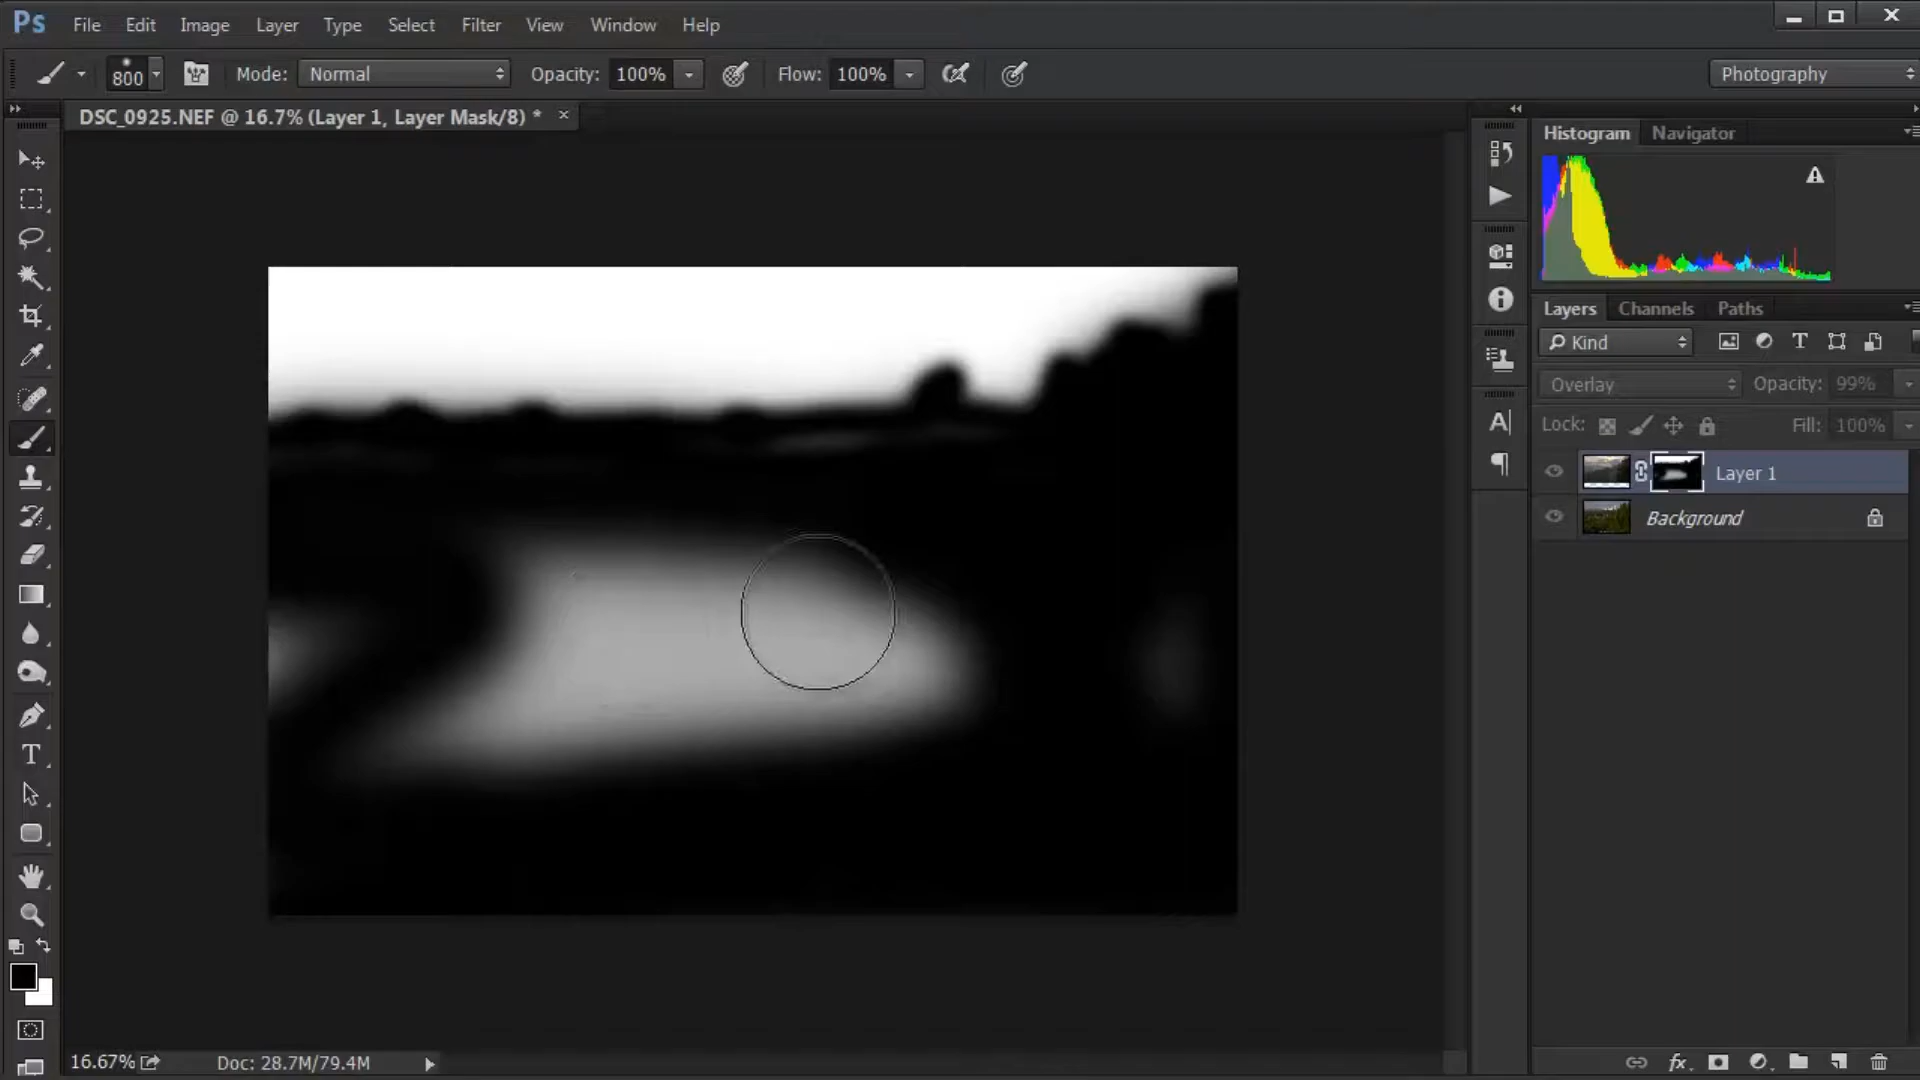 Ps File Edit Image Layer Type Select Filter View Window Help
800 Mode: Normal Opacity: 100% Flow: 100% Photography
DSC_0925.NEF @ 16.7% (Layer 1, Layer Mask/8) * ×
Histogram Navigator
Layers Channels Paths
Kind
Overlay Opacity: 99%
Lock: Fill: 100%
Layer 1
Background
16.67% Doc: 28.7M/79.4M